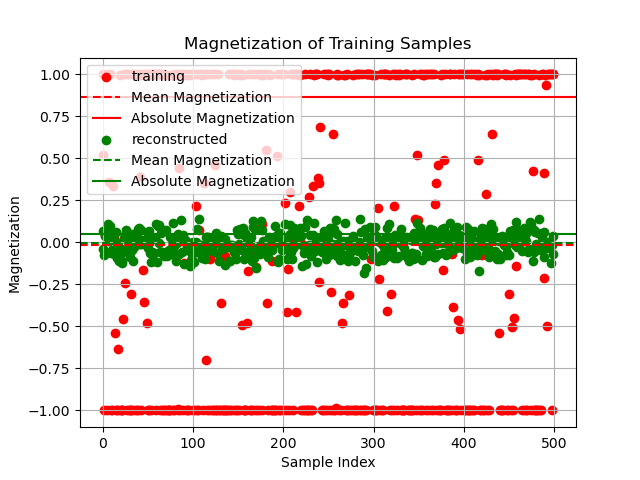 Magnetization of Training Samples
training
Mean Magnetization
Absolute Magnetization
reconstructed
Mean Magnetization
Absolute Magnetization
1.00
0.75
0.50
0.25
0.00
−0.25
−0.50
−0.75
−1.00
Magnetization
0 100 200 300 400 500
Sample Index